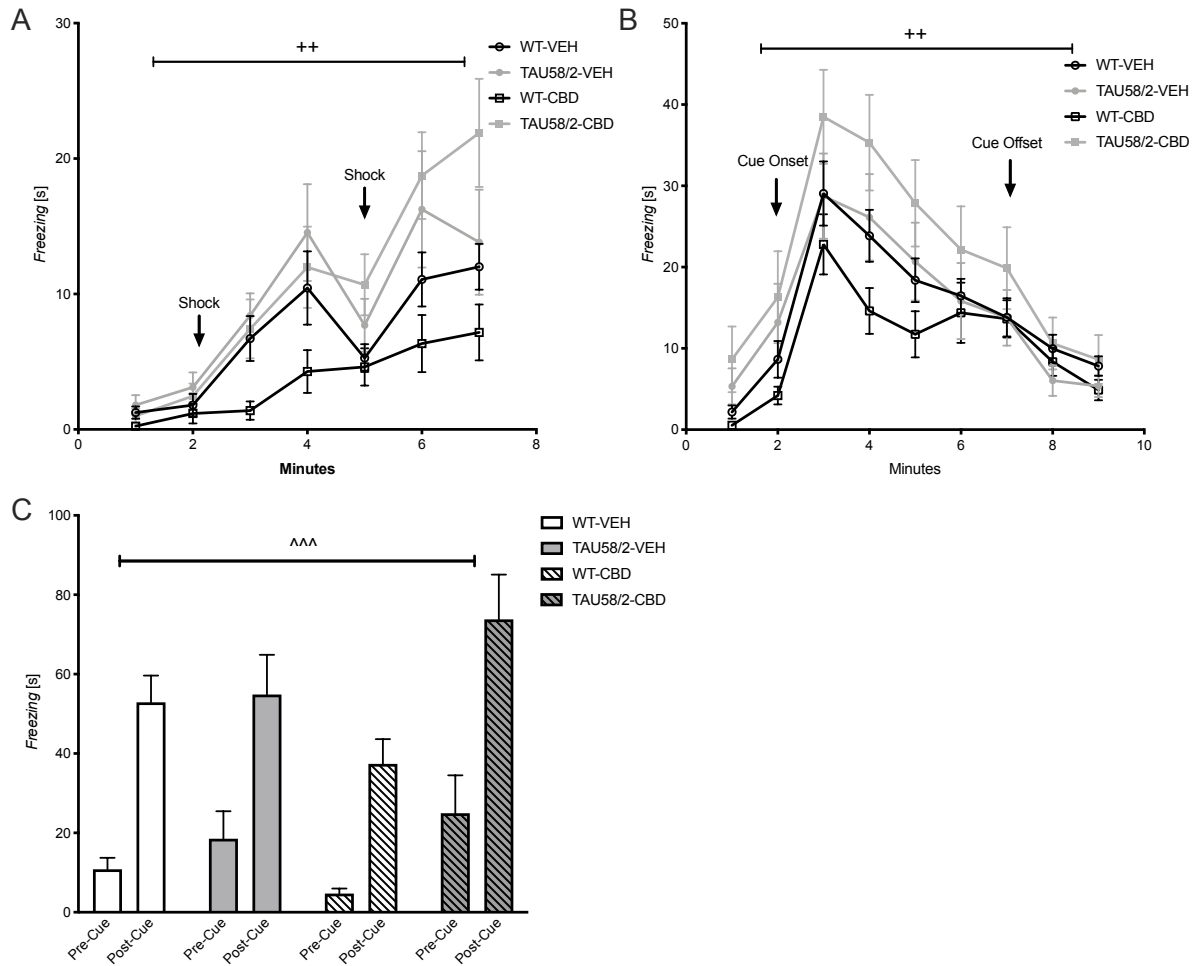 A
30
20
10
0
Freezing [s]
++
WT-VEH
TAU58/2-VEH
WT-CBD
TAU58/2-CBD
Shock
Shock
0 2 4 6 8
Minutes
B
50
40
30
20
10
0
Freezing [s]
++
WT-VEH
TAU58/2-VEH
WT-CBD
TAU58/2-CBD
Cue Onset
Cue Offset
0 2 4 6 8 10
Minutes
C
100
80
60
40
20
0
Freezing [s]
^^^
WT-VEH
TAU58/2-VEH
WT-CBD
TAU58/2-CBD
Pre-Cue Post-Cue Pre-Cue Post-Cue Pre-Cue Post-Cue Pre-Cue Post-Cue